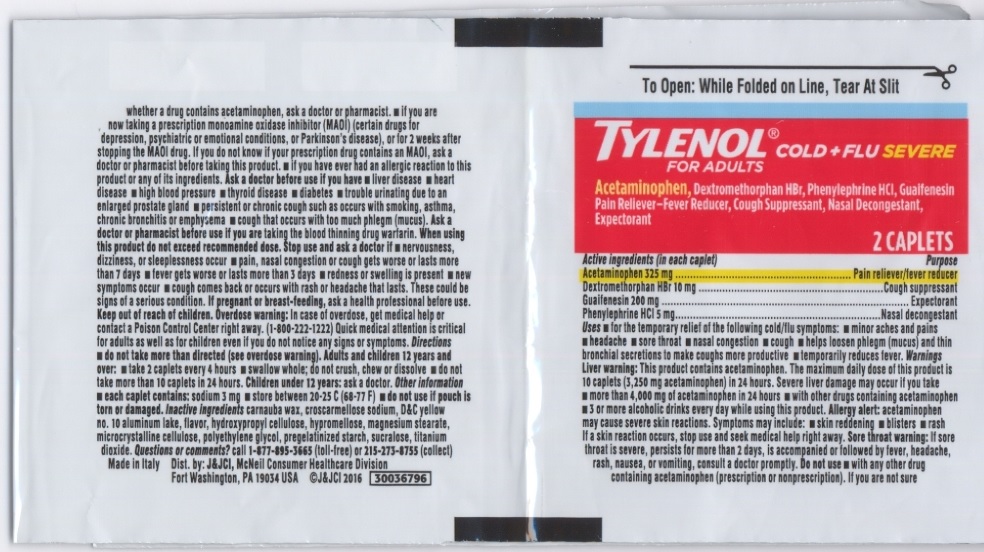 To Open: While Folded on Line, Tear At Slit
TYLENOL® COLD + FLU SEVERE
FOR ADULTS
Acetaminophen, Dextromethorphan HBr, Phenylephrine HCl, Guaifenesin
Pain Reliever–Fever Reducer, Cough Suppressant, Nasal Decongestant,
Expectorant
2 CAPLETS
Active ingredients (in each caplet) Purpose
Acetaminophen 325 mg Pain reliever/fever reducer
Dextromethorphan HBr 10 mg Cough suppressant
Guaifenesin 200 mg Expectorant
Phenylephrine HCl 5 mg Nasal decongestant
Uses ■ for the temporary relief of the following cold/flu symptoms: ■ minor aches and pains
■ headache ■ sore throat ■ nasal congestion ■ cough ■ helps loosen phlegm (mucus) and thin
bronchial secretions to make coughs more productive ■ temporarily reduces fever. Warnings
Liver warning: This product contains acetaminophen. The maximum daily dose of this product is
10 caplets (3,250 mg acetaminophen) in 24 hours. Severe liver damage may occur if you take
■ more than 4,000 mg of acetaminophen in 24 hours ■ with other drugs containing acetaminophen
■ 3 or more alcoholic drinks every day while using this product. Allergy alert: acetaminophen
may cause severe skin reactions. Symptoms may include: ■ skin reddening ■ blisters ■ rash
If a skin reaction occurs, stop use and seek medical help right away. Sore throat warning: If sore
throat is severe, persists for more than 2 days, is accompanied or followed by fever, headache,
rash, nausea, or vomiting, consult a doctor promptly. Do not use ■ with any other drug
containing acetaminophen (prescription or nonprescription). If you are not sure
whether a drug contains acetaminophen, ask a doctor or pharmacist. ■ if you are
now taking a prescription monoamine oxidase inhibitor (MAOI) (certain drugs for
depression, psychiatric or emotional conditions, or Parkinson's disease), or for 2 weeks after
stopping the MAOI drug. If you do not know if your prescription drug contains an MAOI, ask a
doctor or pharmacist before taking this product. ■ if you have ever had an allergic reaction to this
product or any of its ingredients. Ask a doctor before use if you have ■ liver disease ■ heart
disease ■ high blood pressure ■ thyroid disease ■ diabetes ■ trouble urinating due to an
enlarged prostate gland ■ persistent or chronic cough such as occurs with smoking, asthma,
chronic bronchitis or emphysema ■ cough that occurs with too much phlegm (mucus). Ask a
doctor or pharmacist before use if you are taking the blood thinning drug warfarin. When using
this product do not exceed recommended dose. Stop use and ask a doctor if ■ nervousness,
dizziness, or sleeplessness occur ■ pain, nasal congestion or cough gets worse or lasts more
than 7 days ■ fever gets worse or lasts more than 3 days ■ redness or swelling is present ■ new
symptoms occur ■ cough comes back or occurs with rash or headache that lasts. These could be
signs of a serious condition. If pregnant or breast-feeding, ask a health professional before use.
Keep out of reach of children. Overdose warning: In case of overdose, get medical help or
contact a Poison Control Center right away. (1-800-222-1222) Quick medical attention is critical
for adults as well as for children even if you do not notice any signs or symptoms. Directions
■ do not take more than directed (see overdose warning). Adults and children 12 years and
over: ■ take 2 caplets every 4 hours ■ swallow whole; do not crush, chew or dissolve ■ do not
take more than 10 caplets in 24 hours. Children under 12 years: ask a doctor. Other information
■ each caplet contains: sodium 3 mg ■ store between 20-25 C (68-77 F) ■ do not use if pouch is
torn or damaged. Inactive ingredients carnauba wax, croscarmellose sodium, D&C yellow
no. 10 aluminum lake, flavor, hydroxypropyl cellulose, hypromellose, magnesium stearate,
microcrystalline cellulose, polyethylene glycol, pregelatinized starch, sucralose, titanium
dioxide. Questions or comments? call 1-877-895-3665 (toll-free) or 215-273-8755 (collect)
Made in Italy Dist. by: J&JCI, McNeil Consumer Healthcare Division
Fort Washington, PA 19034 USA ©J&JCI 2016 30036796